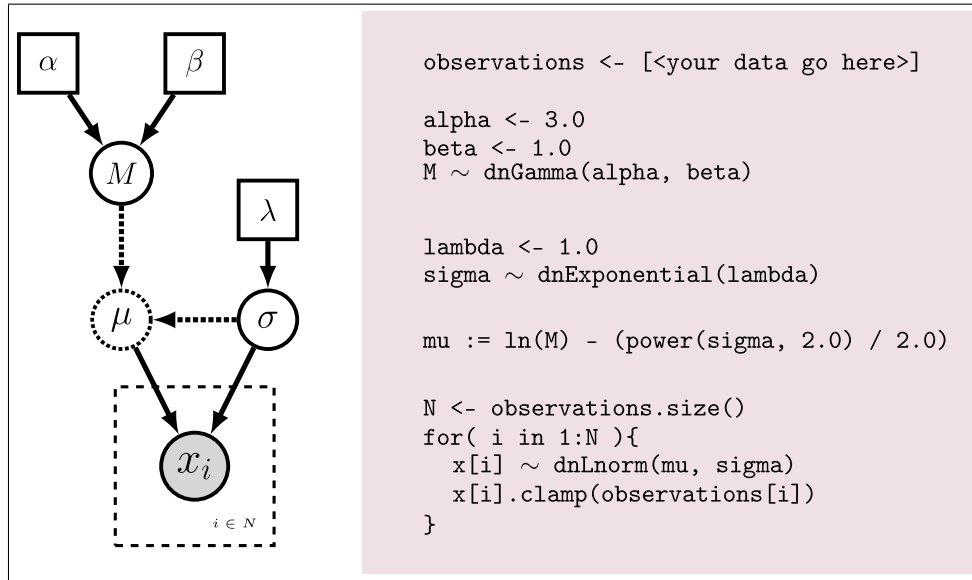 α
β
M
λ
μ
σ
x_i
i ∈ N
observations <- [<your data go here>]
alpha <- 3.0
beta <- 1.0
M ∼ dnGamma(alpha, beta)
lambda <- 1.0
sigma ∼ dnExponential(lambda)
mu := ln(M) - (power(sigma, 2.0) / 2.0)
N <- observations.size()
for( i in 1:N ){
  x[i] ∼ dnLnorm(mu, sigma)
  x[i].clamp(observations[i])
}